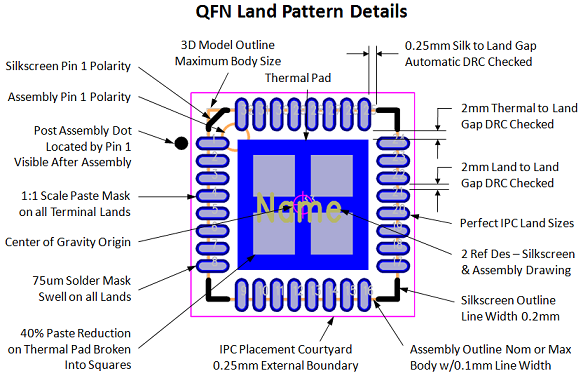 QFN Land Pattern Details
3D Model Outline
Maximum Body Size
0.25mm Silk to Land Gap
Automatic DRC Checked
Silkscreen Pin 1 Polarity
Thermal Pad
Assembly Pin 1 Polarity
2mm Thermal to Land
Gap DRC Checked
Post Assembly Dot
Located by Pin 1
Visible After Assembly
2mm Land to Land
Gap DRC Checked
1:1 Scale Paste Mask
on all Terminal Lands
Name
Perfect IPC Land Sizes
Center of Gravity Origin
2 Ref Des – Silkscreen
& Assembly Drawing
75um Solder Mask
Swell on all Lands
Silkscreen Outline
Line Width 0.2mm
40% Paste Reduction
on Thermal Pad Broken
Into Squares
IPC Placement Courtyard
0.25mm External Boundary
Assembly Outline Nom or Max
Body w/0.1mm Line Width